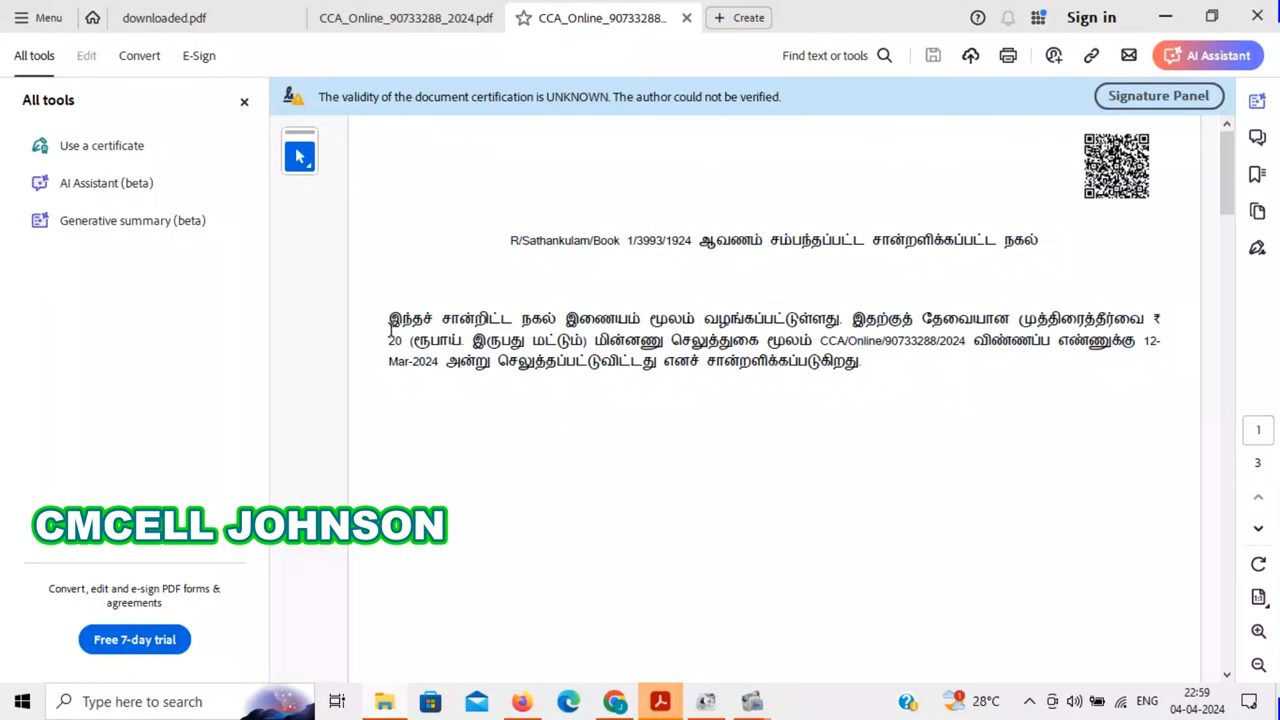 Menu
downloaded.pdf
CCA_Online_90733288_2024.pdf
CCA_Online_90733288...
Create
Sign in
All tools
Edit
Convert
E-Sign
Find text or tools
AI Assistant
All tools
The validity of the document certification is UNKNOWN. The author could not be verified.
Signature Panel
Use a certificate
AI Assistant (beta)
Generative summary (beta)
R/Sathankulam/Book 1/3993/1924 ஆவணம் சம்பந்தப்பட்ட சான்றளிக்கப்பட்ட நகல்
இந்தச் சான்றிட்ட நகல் இணையம் மூலம் வழங்கப்பட்டுள்ளது. இதற்குத் தேவையான முத்திரைத்தீர்வை ₹
20 (ரூபாய். இருபது மட்டும்) மின்னணு செலுத்துகை மூலம் CCA/Online/90733288/2024 விண்ணப்ப எண்ணுக்கு 12-
Mar-2024 அன்று செலுத்தப்பட்டுவிட்டது எனச் சான்றளிக்கப்படுகிறது.
1
3
CMCELL JOHNSON
Convert, edit and e-sign PDF forms &
agreements
Free 7-day trial
Type here to search
28°C
ENG
22:59
04-04-2024